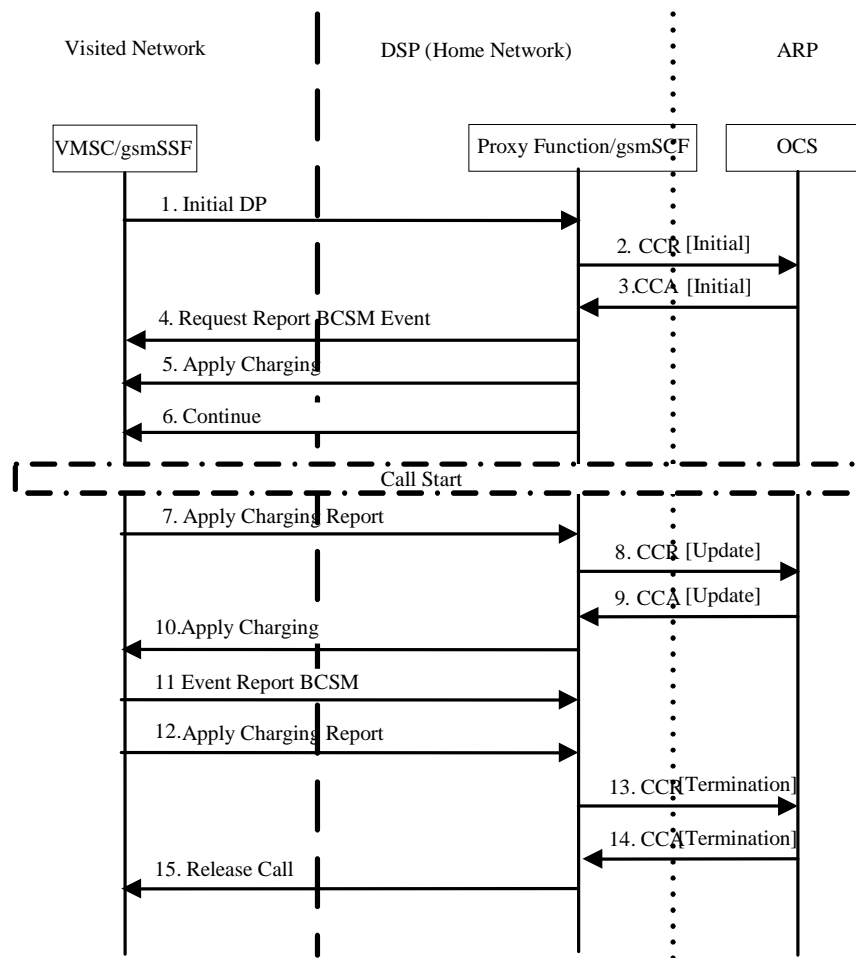 Visited Network
DSP (Home Network)
ARP
VMSC/gsmSSF
Proxy Function/gsmSCF
OCS
1. Initial DP
2. CCR [Initial]
3.CCA [Initial]
4. Request Report BCSM Event
5. Apply Charging
6. Continue
Call Start
7. Apply Charging Report
8. CCR [Update]
9. CCA [Update]
10.Apply Charging
11 Event Report BCSM
12.Apply Charging Report
13. CCR[Termination]
14. CCA[Termination]
15. Release Call